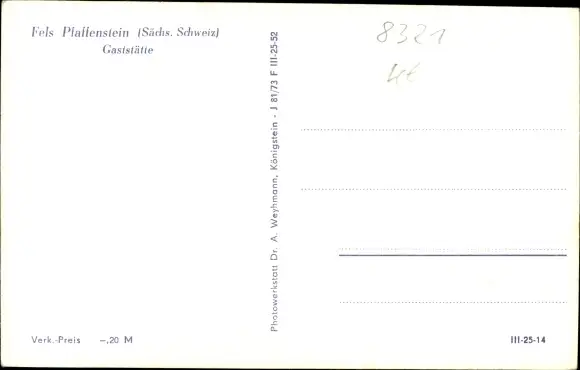 Fels Pfaffenstein (Sächs. Schweiz)
Gaststätte
8321
Photowerkstatt Dr. A. Weyhmann, Königstein - J 81/73 F III-25-52
Verk.-Preis —,20 M
III-25-14